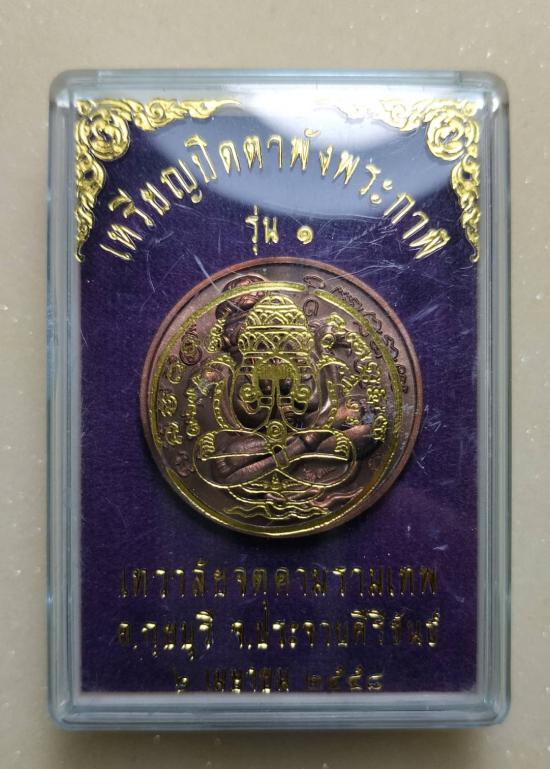 เหรียญปิดตาพังพระกาฬ
รุ่น ๑
เทวาลัยจตุคามรามเทพ
อ.กุยบุรี จ.ประจวบคีรีขันธ์
๒ เมษายน ๒๕๕๘